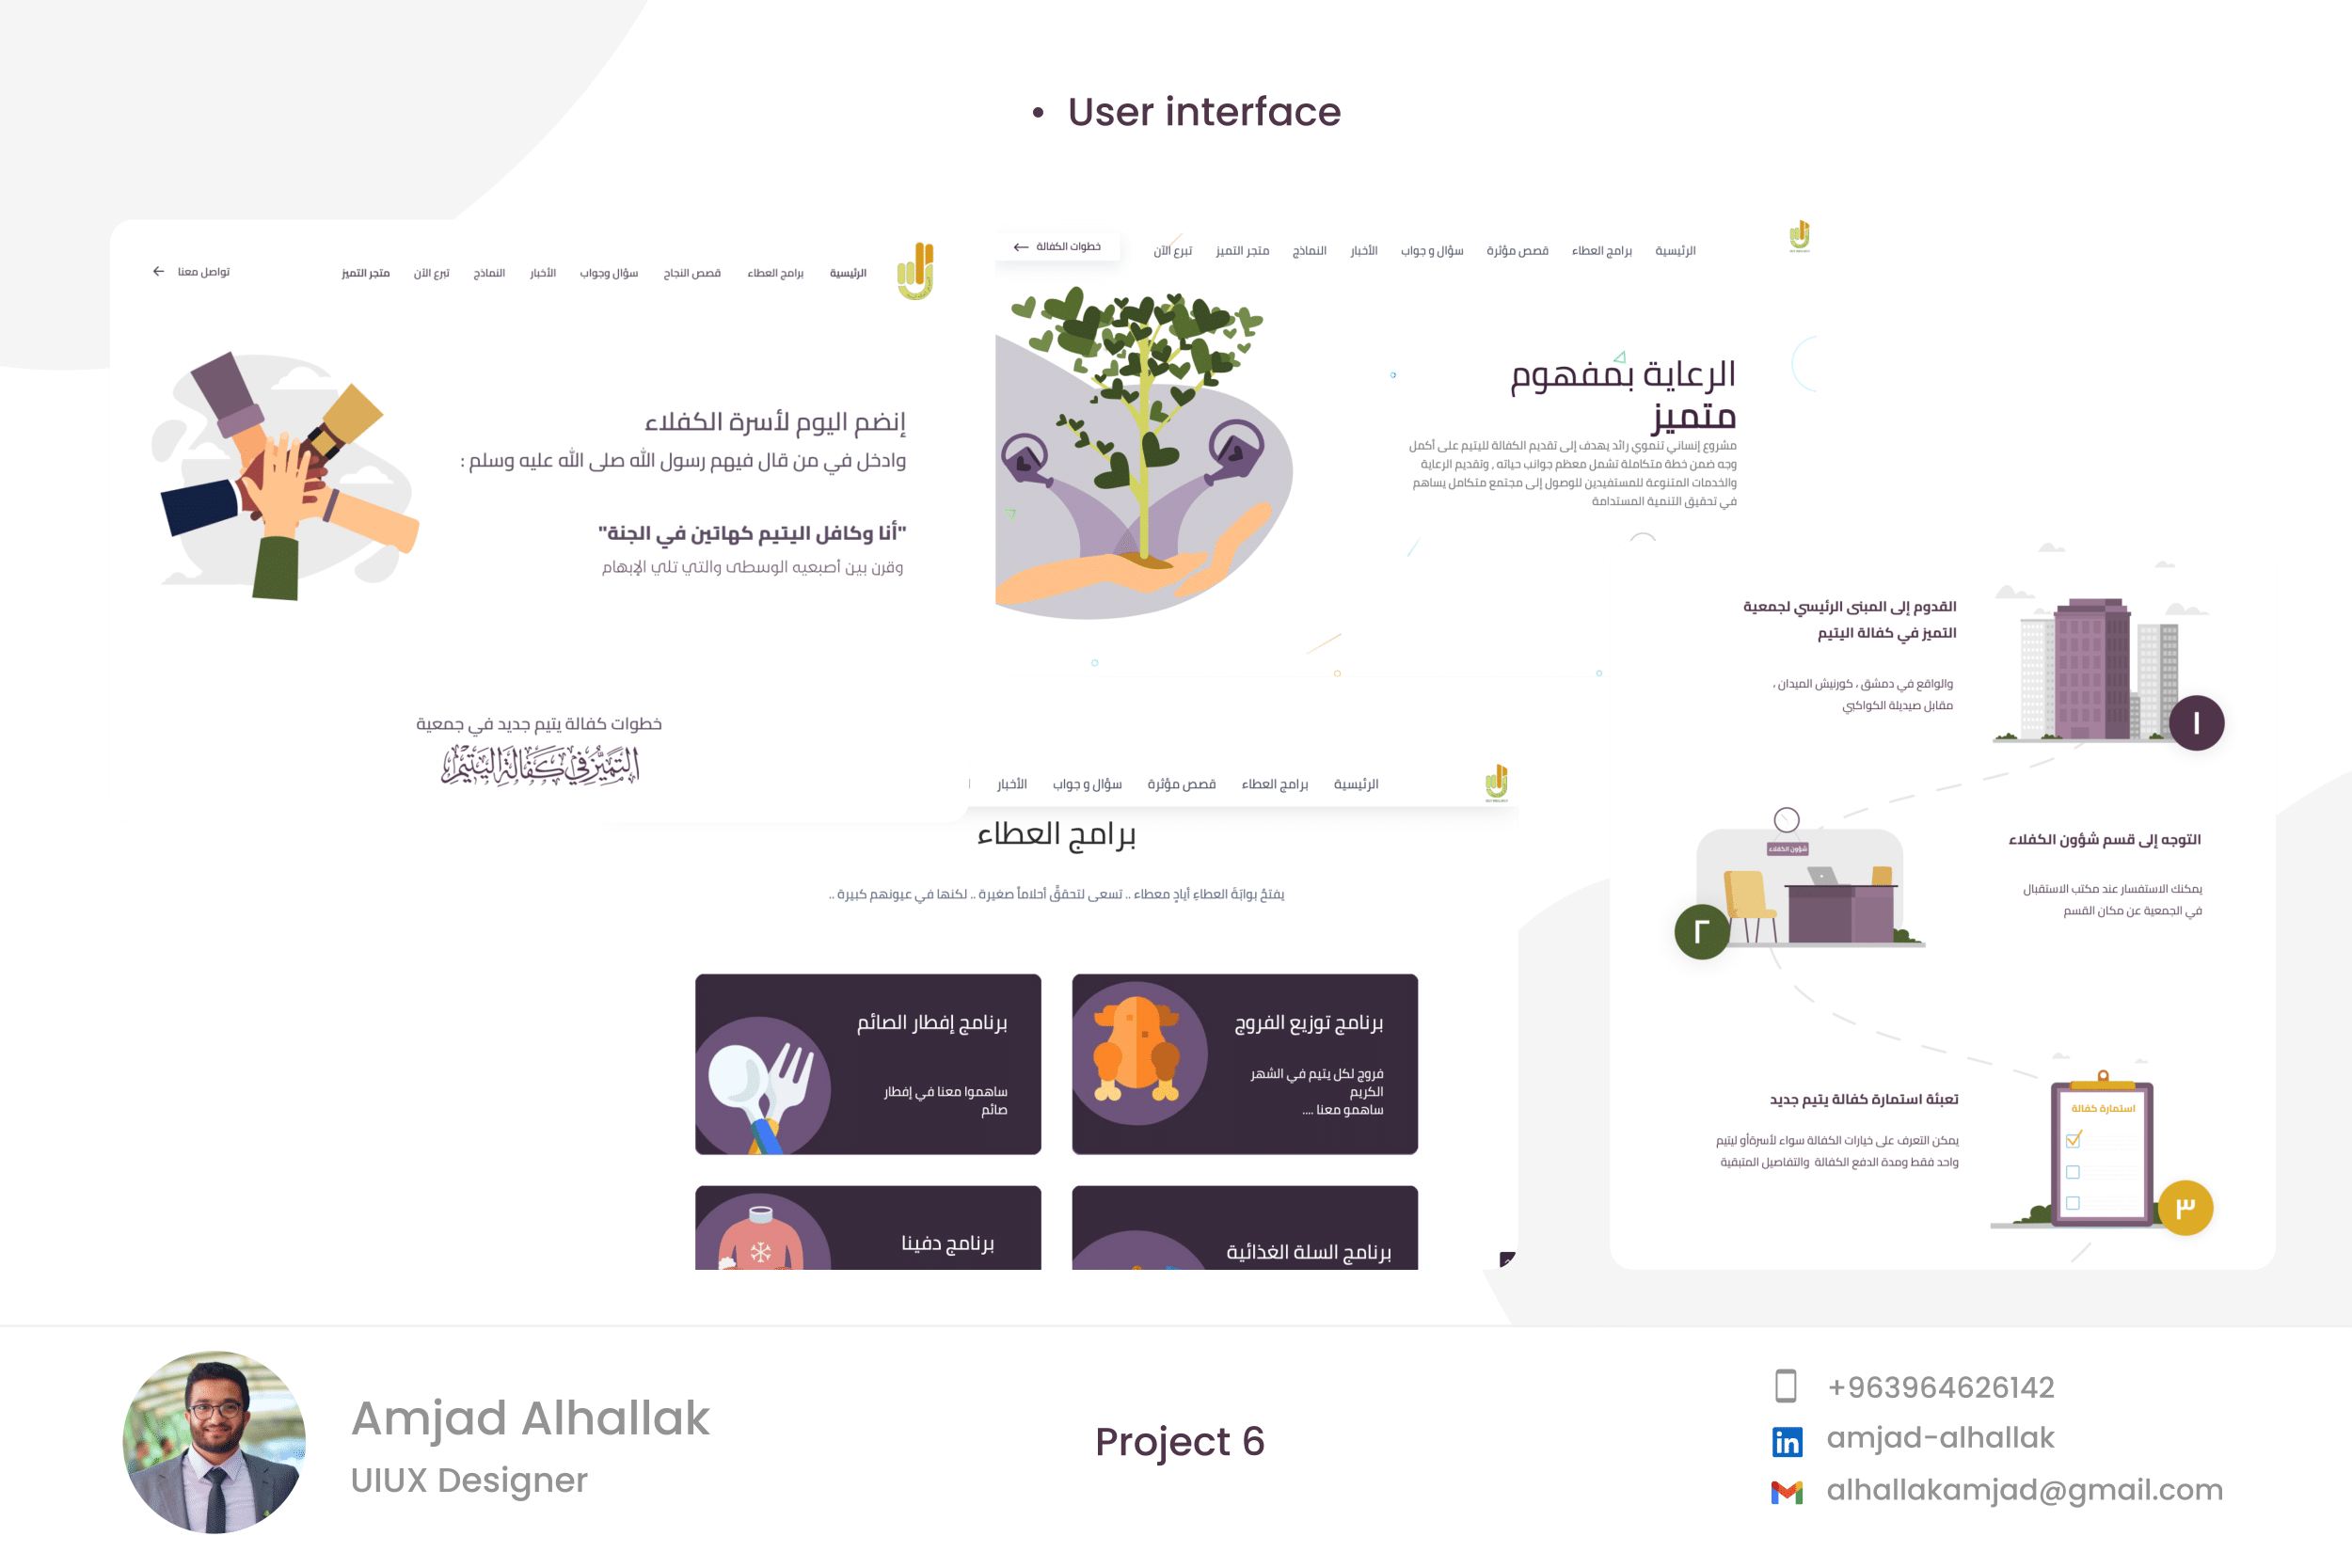 • User interface
تواصل معنا
الرئيسية
برامج العطاء
قصص النجاح
سؤال وجواب
الأخبار
النماذج
تبرع الآن
متجر التميز
إنضم اليوم لأسرة الكفلاء
وادخل في من قال فيهم رسول الله صلى الله عليه وسلم :
"أنا وكافل اليتيم كهاتين في الجنة"
وقرن بين أصبعيه الوسطى والتي تلي الإبهام
خطوات كفالة يتيم جديد في جمعية
التميز في كفالة اليتيم
خطوات الكفالة
الرئيسية
برامج العطاء
قصص مؤثرة
سؤال و جواب
الأخبار
النماذج
متجر التميز
تبرع الآن
الرعاية بمفهوم
متميز
مشروع إنساني تنموي رائد يهدف إلى تقديم الكفالة لليتيم على أكمل
وجه ضمن خطة متكاملة تشمل معظم جوانب حياته , وتقديم الرعاية
والخدمات المتنوعة للمستفيدين للوصول إلى مجتمع متكامل يساهم
في تحقيق التنمية المستدامة
الرئيسية
برامج العطاء
قصص مؤثرة
سؤال و جواب
الأخبار
برامج العطاء
يفتحُ بوابَةَ العطاءِ أيادٍ معطاء .. تسعى لتحققَّ أحلاماً صغيرة .. لكنها في عيونهم كبيرة ..
برنامج توزيع الفروج
فروج لكل يتيم في الشهر
الكريم
ساهمو معنا ....
برنامج إفطار الصائم
ساهموا معنا في إفطار
صائم
برنامج السلة الغذائية
برنامج دفينا
القدوم إلى المبنى الرئيسي لجمعية
التميز في كفالة اليتيم
والواقع في دمشق ، كورنيش الميدان ،
مقابل صيديلة الكواكبي
١
التوجه إلى قسم شؤون الكفلاء
يمكنك الاستفسار عند مكتب الاستقبال
في الجمعية عن مكان القسم
شؤون الكفلاء
٢
تعبئة استمارة كفالة يتيم جديد
يمكن التعرف على خيارات الكفالة سواء لأسرةأو ليتيم
واحد فقط ومدة الدفع الكفالة والتفاصيل المتبقية
استمارة كفالة
٣
Amjad Alhallak
UIUX Designer
Project 6
+963964626142
in
amjad-alhallak
alhallakamjad@gmail.com